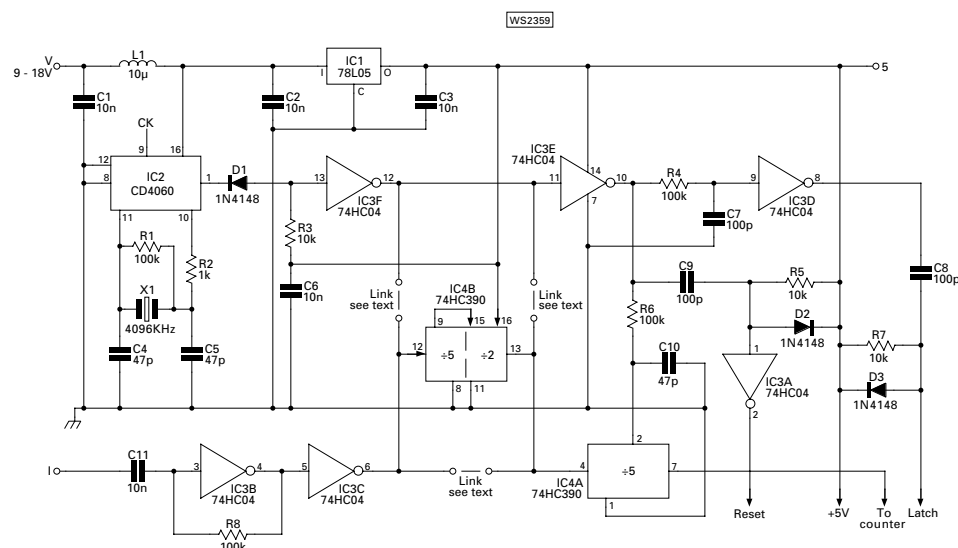 WS2359
V
9 - 18V
L1
10µ
IC1
78L05
I
O
C
5
C1
10n
C2
10n
C3
10n
CK
9
16
12
8
IC2
CD4060
1
11
10
D1
1N4148
13
12
IC3F
74HC04
IC3E
74HC04
11
14
7
10
R4
100k
9
8
IC3D
74HC04
C7
100p
R1
100k
R2
1k
R3
10k
X1
4096KHz
C4
47p
C5
47p
C6
10n
Link
see text
IC4B
74HC390
9
15
16
12
÷5
÷2
13
8
11
Link
see text
R6
100k
C9
100p
R5
10k
D2
1N4148
C8
100p
R7
10k
D3
1N4148
C10
47p
1
IC3A
74HC04
2
I
C11
10n
3
4
IC3B
74HC04
R8
100k
5
6
IC3C
74HC04
Link
see text
4
IC4A
74HC390
2
÷5
7
1
Reset
+5V
To
counter
Latch